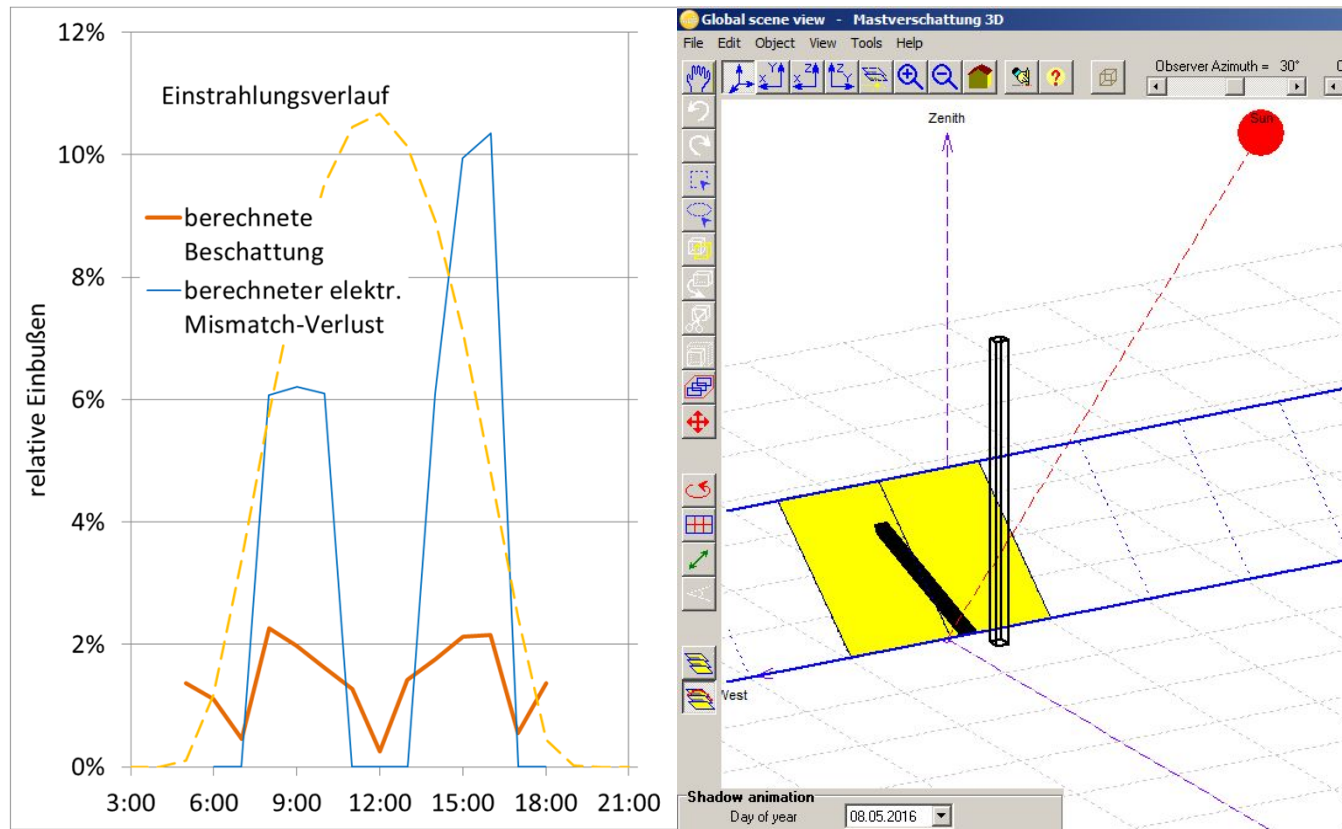 12%
10%
8%
6%
4%
2%
0%
relative Einbußen
Einstrahlungsverlauf
berechnete
Beschattung
berechneter elektr.
Mismatch-Verlust
3:00 6:00 9:00 12:00 15:00 18:00 21:00
Global scene view - Mastverschattung 3D
File Edit Object View Tools Help
Observer Azimuth = 30°
Zenith
Sun
West
Shadow animation
Day of year 08.05.2016